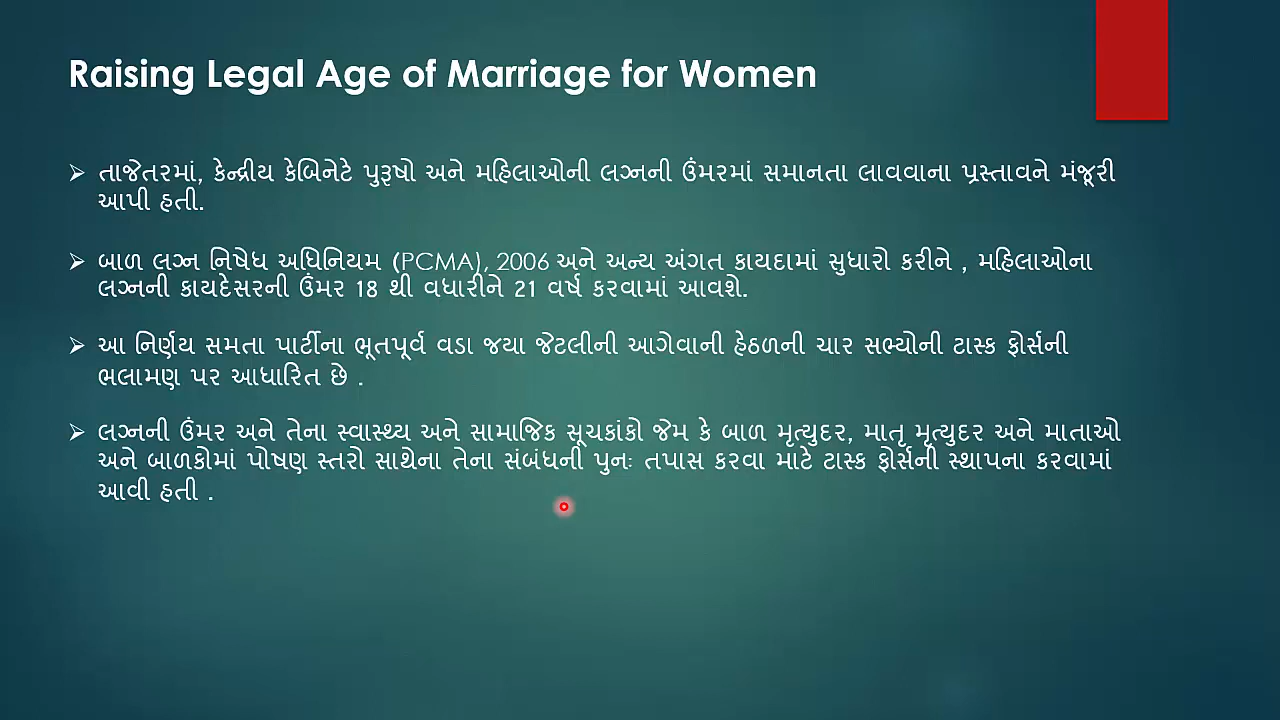 Raising Legal Age of Marriage for Women
➢ તાજેતરમાં, કેન્દ્રીય કેબિનેટે પુરૂષો અને મહિલાઓની લગ્નની ઉંમરમાં સમાનતા લાવવાના પ્રસ્તાવને મંજૂરી
આપી હતી.
➢ બાળ લગ્ન નિષેધ અધિનિયમ (PCMA), 2006 અને અન્ય અંગત કાયદામાં સુધારો કરીને , મહિલાઓના
લગ્નની કાયદેસરની ઉંમર 18 થી વધારીને 21 વર્ષ કરવામાં આવશે.
➢ આ નિર્ણય સમતા પાર્ટીના ભૂતપૂર્વ વડા જયા જેટલીની આગેવાની હેઠળની ચાર સભ્યોની ટાસ્ક ફોર્સની
ભલામણ પર આધારિત છે .
➢ લગ્નની ઉંમર અને તેના સ્વાસ્થ્ય અને સામાજિક સૂચકાંકો જેમ કે બાળ મૃત્યુદર, માતૃ મૃત્યુદર અને માતાઓ
અને બાળકોમાં પોષણ સ્તરો સાથેના તેના સંબંધની પુનઃ તપાસ કરવા માટે ટાસ્ક ફોર્સની સ્થાપના કરવામાં
આવી હતી .